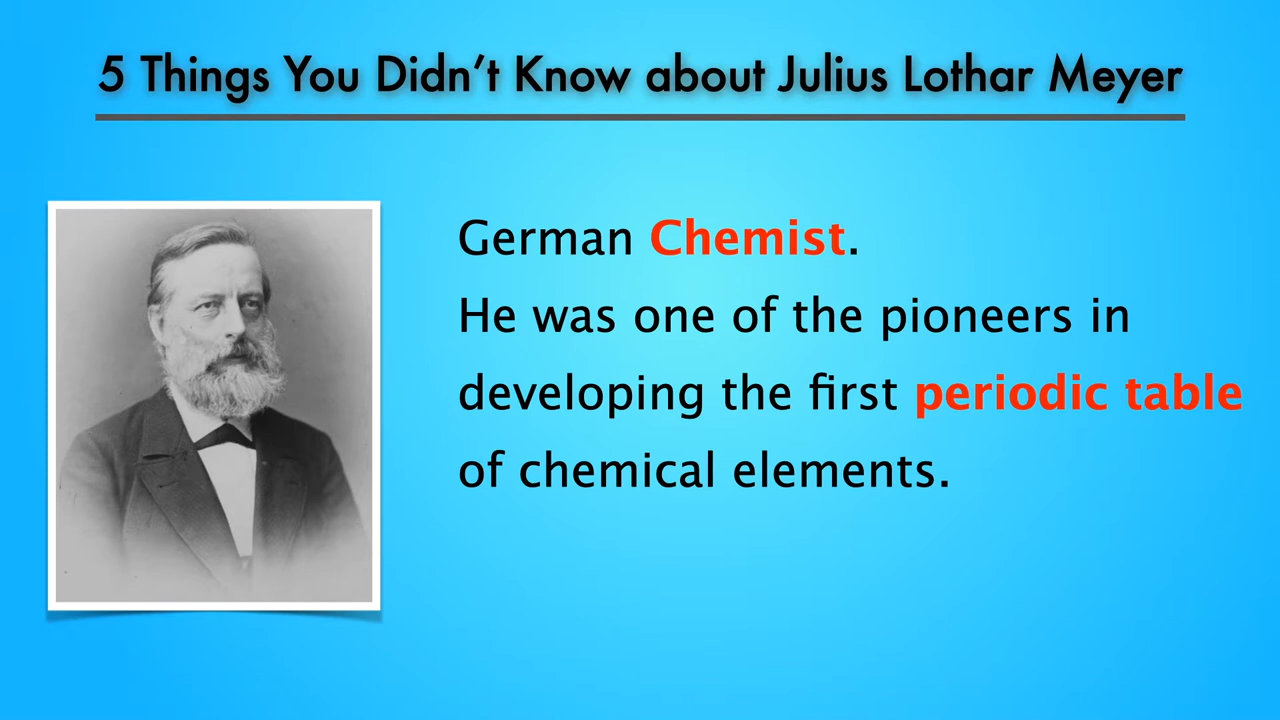 5 Things You Didn’t Know about Julius Lothar Meyer
German Chemist.
He was one of the pioneers in
developing the first periodic table
of chemical elements.